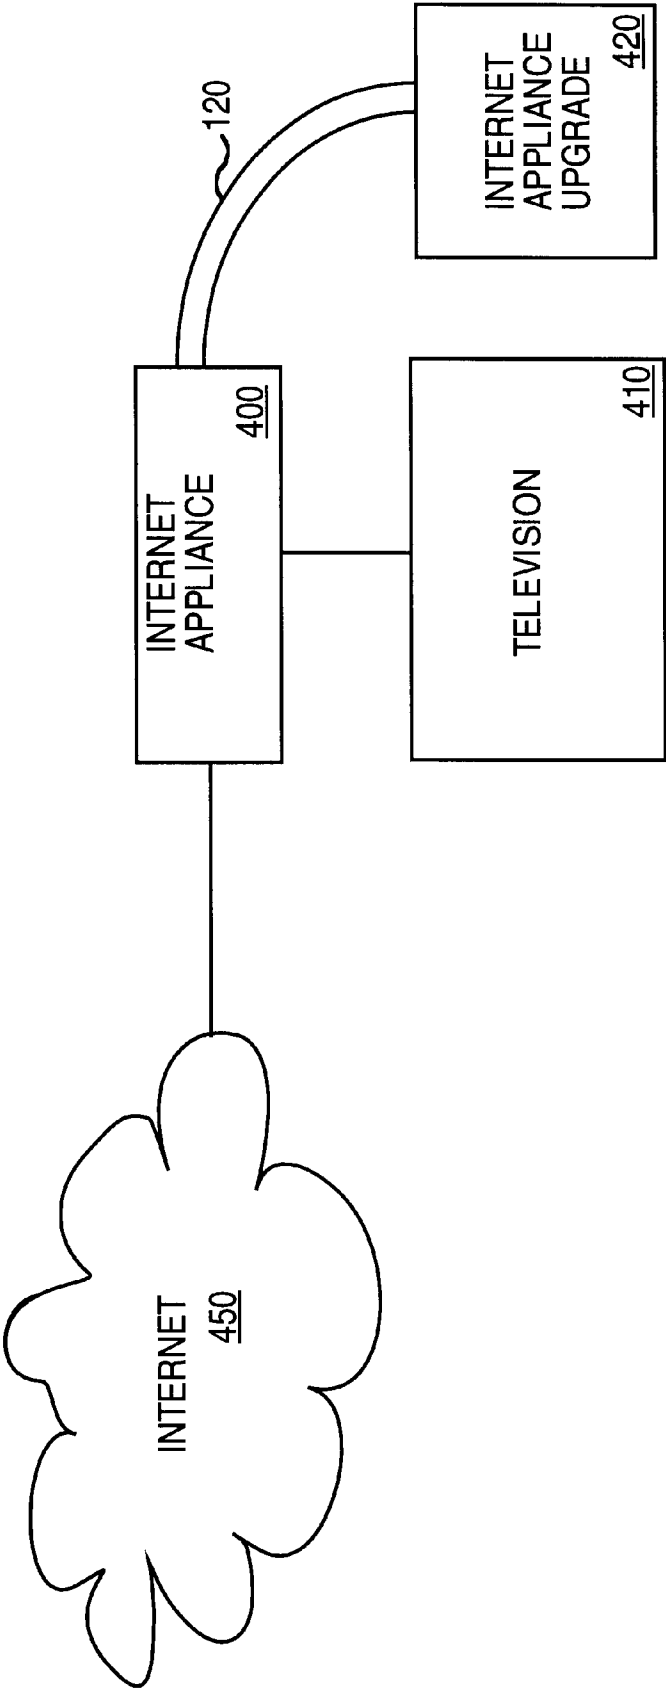 INTERNET
450
INTERNET
APPLIANCE
400
120
TELEVISION
410
INTERNET
APPLIANCE
UPGRADE
420